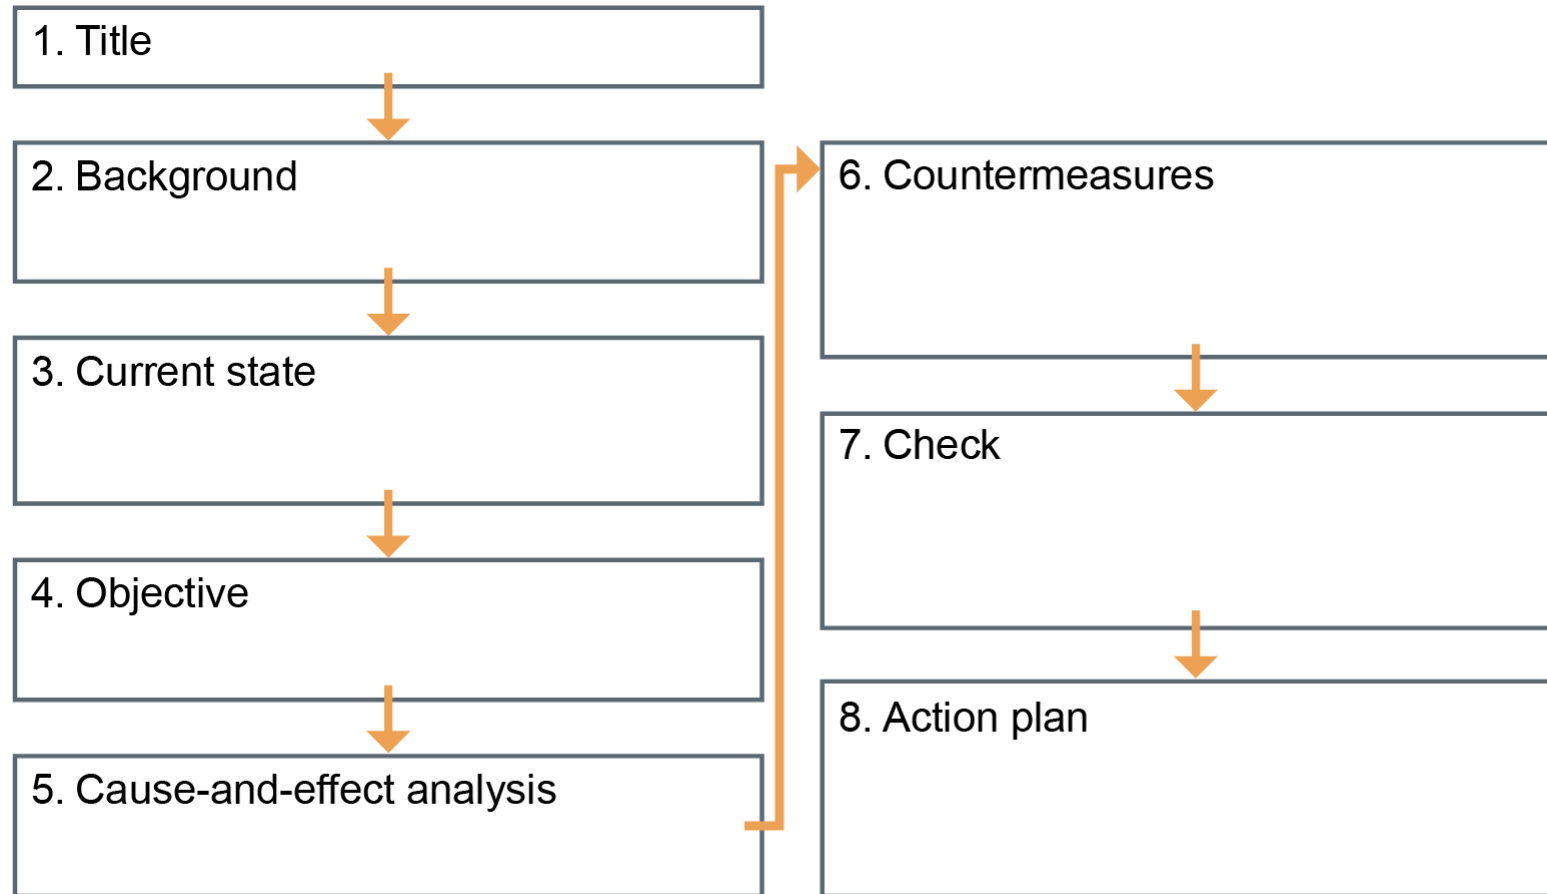 1. Title
2. Background
3. Current state
4. Objective
5. Cause-and-effect analysis
6. Countermeasures
7. Check
8. Action plan